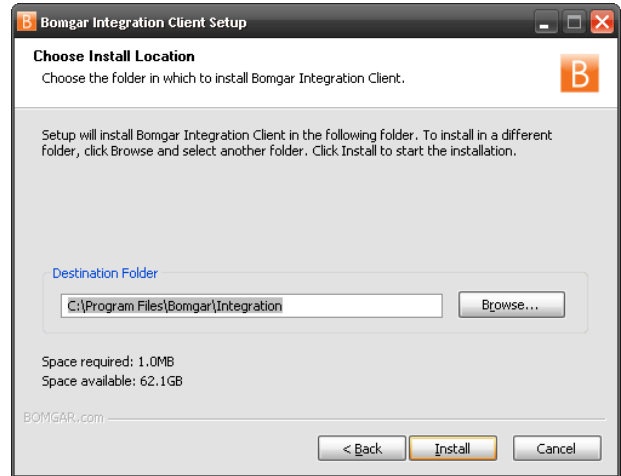 B Bomgar Integration Client Setup
Choose Install Location
Choose the folder in which to install Bomgar Integration Client.
B
Setup will install Bomgar Integration Client in the following folder. To install in a different
folder, click Browse and select another folder. Click Install to start the installation.
Destination Folder
C:\Program Files\Bomgar\Integration
Browse...
Space required: 1.0MB
Space available: 62.1GB
BOMGAR.com
< Back
Install
Cancel